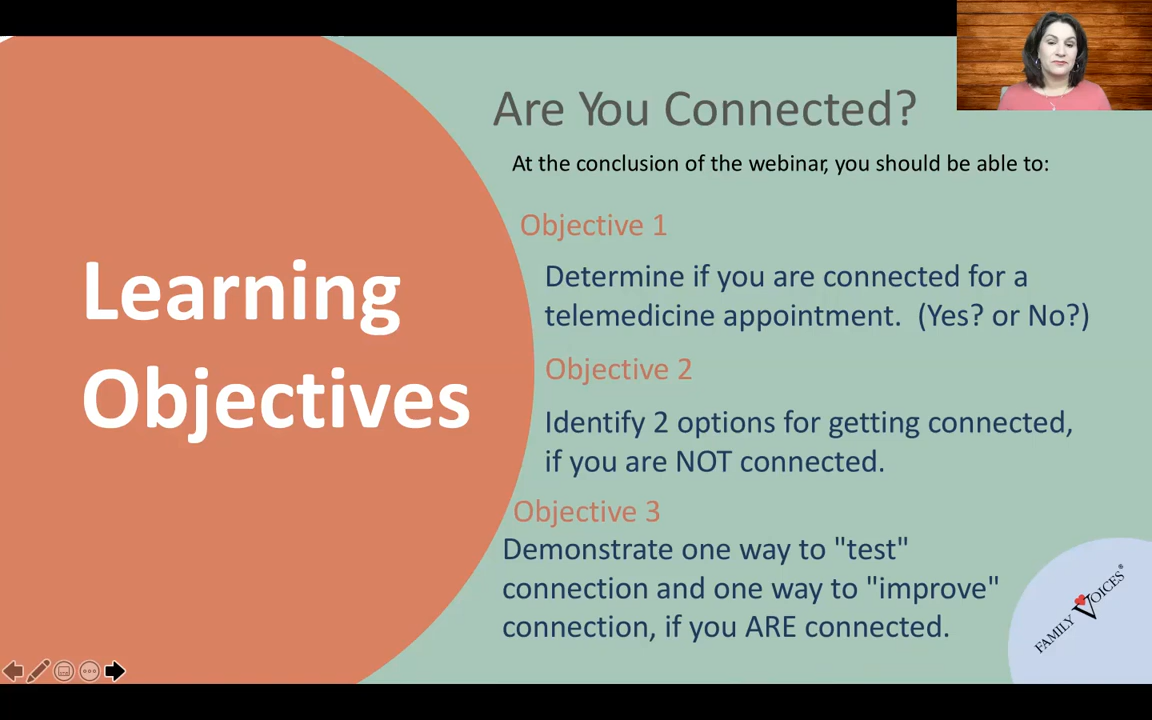 Learning
Objectives
Are You Connected?
At the conclusion of the webinar, you should be able to:
Objective 1
Determine if you are connected for a
telemedicine appointment.  (Yes? or No?)
Objective 2
Identify 2 options for getting connected,
if you are NOT connected.
Objective 3
Demonstrate one way to "test"
connection and one way to "improve"
connection, if you ARE connected.
FAMILY VOICES®